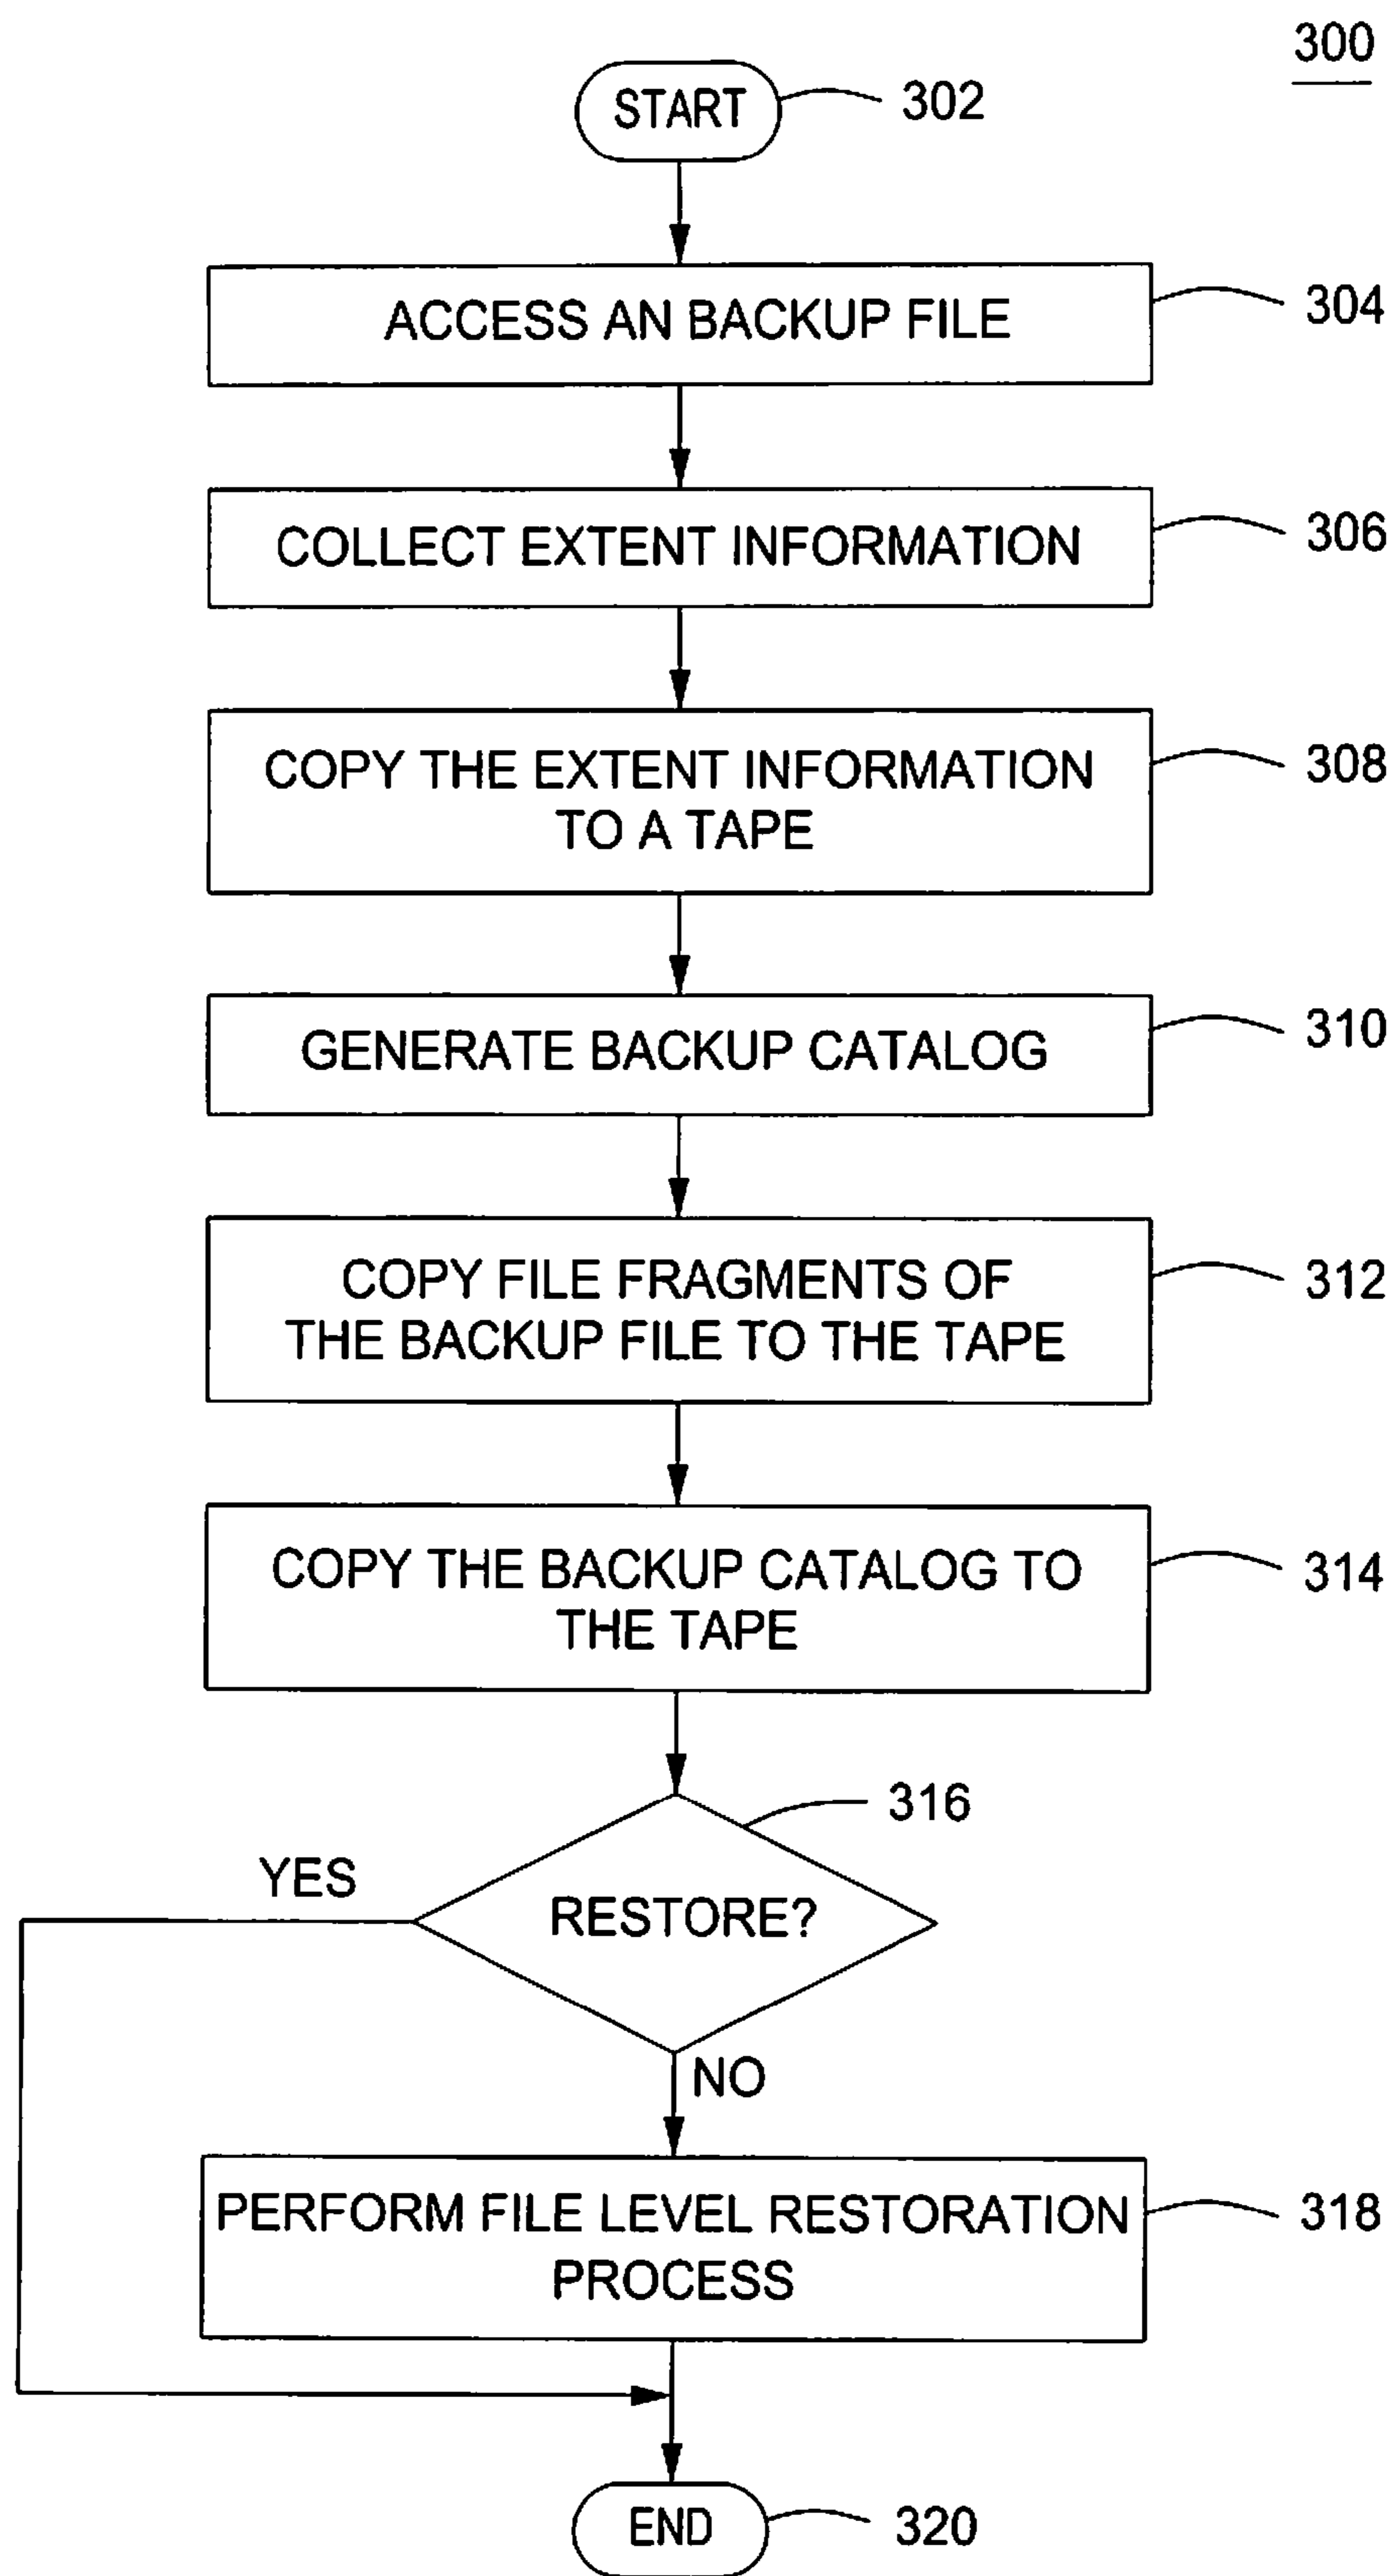 300
START
302
ACCESS AN BACKUP FILE
304
COLLECT EXTENT INFORMATION
306
COPY THE EXTENT INFORMATION
TO A TAPE
308
GENERATE BACKUP CATALOG
310
COPY FILE FRAGMENTS OF
THE BACKUP FILE TO THE TAPE
312
COPY THE BACKUP CATALOG TO
THE TAPE
314
316
YES
RESTORE?
NO
PERFORM FILE LEVEL RESTORATION
PROCESS
318
END
320